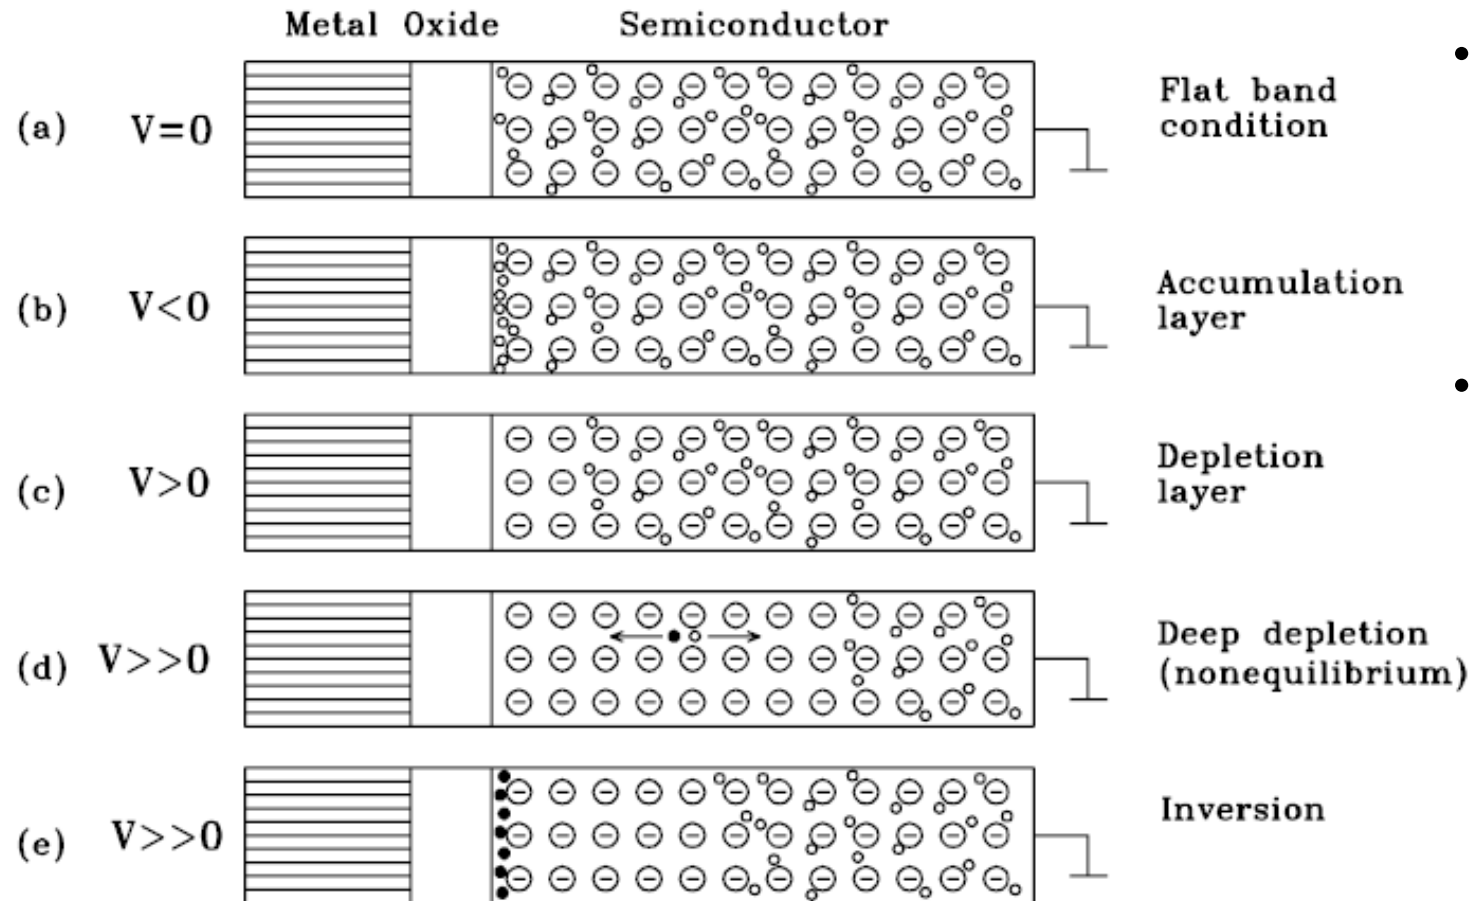 Metal Oxide Semiconductor
(a) V=0 Flat band
condition
(b) V<0 Accumulation
layer
(c) V>0 Depletion
layer
(d) V>>0 Deep depletion
(nonequilibrium)
(e) V>>0 Inversion